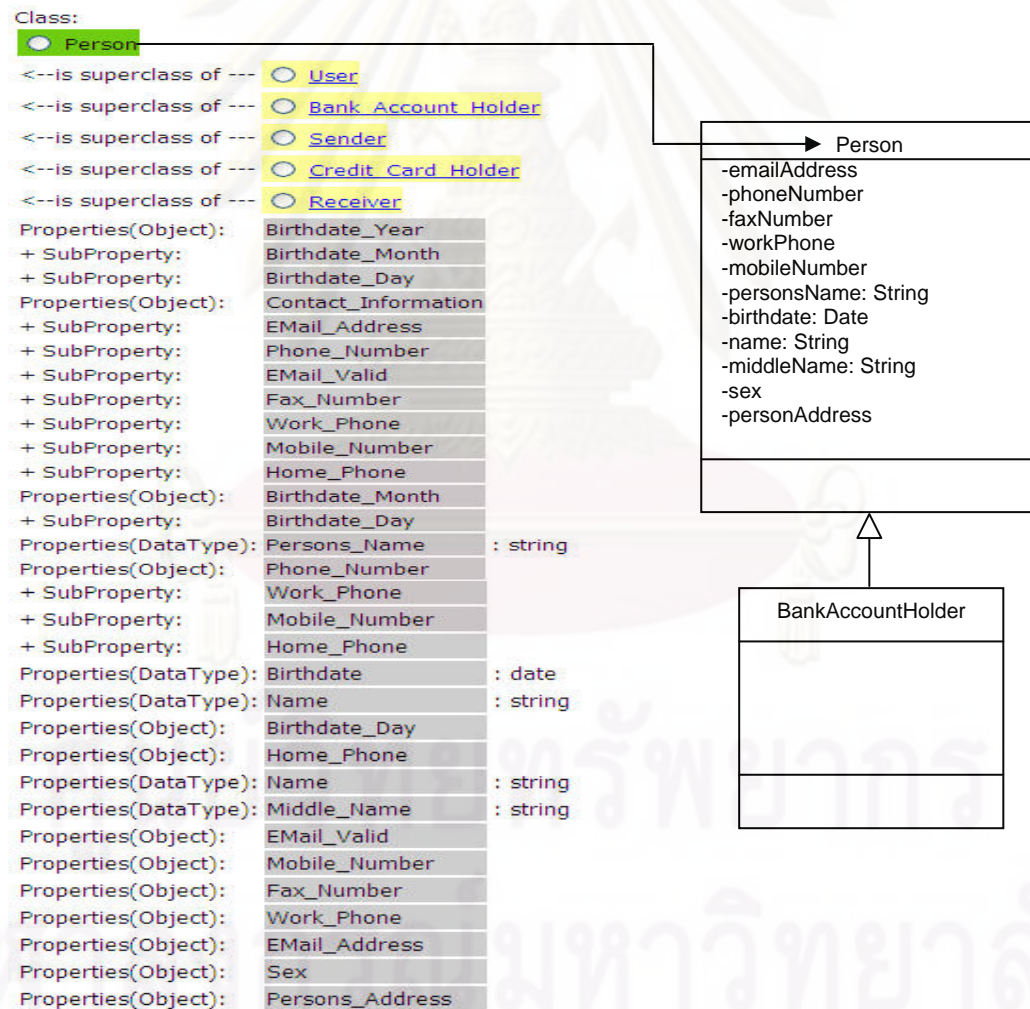 Class:
Person
<--is superclass of --- User
<--is superclass of --- Bank_Account_Holder
<--is superclass of --- Sender
<--is superclass of --- Credit_Card_Holder
<--is superclass of --- Receiver
Properties(Object): Birthdate_Year
+ SubProperty: Birthdate_Month
+ SubProperty: Birthdate_Day
Properties(Object): Contact_Information
+ SubProperty: EMail_Address
+ SubProperty: Phone_Number
+ SubProperty: EMail_Valid
+ SubProperty: Fax_Number
+ SubProperty: Work_Phone
+ SubProperty: Mobile_Number
+ SubProperty: Home_Phone
Properties(Object): Birthdate_Month
+ SubProperty: Birthdate_Day
Properties(DataType): Persons_Name : string
Properties(Object): Phone_Number
+ SubProperty: Work_Phone
+ SubProperty: Mobile_Number
+ SubProperty: Home_Phone
Properties(DataType): Birthdate : date
Properties(DataType): Name : string
Properties(Object): Birthdate_Day
Properties(Object): Home_Phone
Properties(DataType): Name : string
Properties(DataType): Middle_Name : string
Properties(Object): EMail_Valid
Properties(Object): Mobile_Number
Properties(Object): Fax_Number
Properties(Object): Work_Phone
Properties(Object): EMail_Address
Properties(Object): Sex
Properties(Object): Persons_Address
Person
-emailAddress
-phoneNumber
-faxNumber
-workPhone
-mobileNumber
-personsName: String
-birthdate: Date
-name: String
-middleName: String
-sex
-personAddress
BankAccountHolder